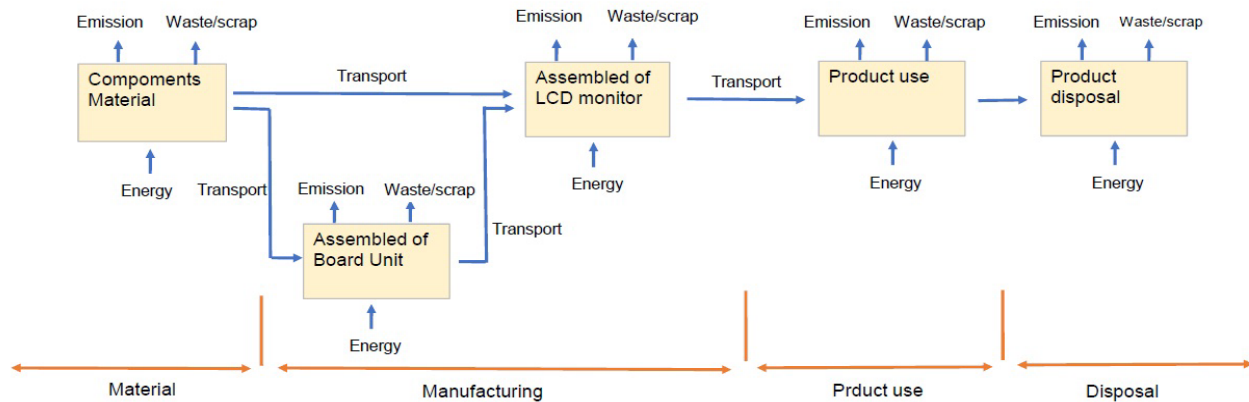 Emission
Waste/scrap
Compoments
Material
Energy
Transport
Transport
Emission
Waste/scrap
Assembled of
Board Unit
Energy
Transport
Emission
Waste/scrap
Assembled of
LCD monitor
Energy
Transport
Emission
Waste/scrap
Product use
Energy
Emission
Waste/scrap
Product
disposal
Energy
Material
Manufacturing
Prduct use
Disposal